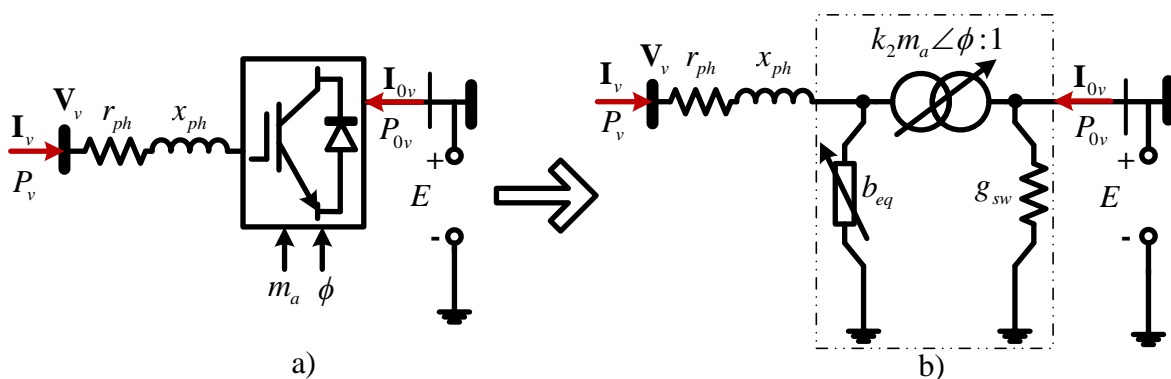 I_v
P_v
V_v
r_ph
x_ph
I_0v
P_0v
+
E
-
m_a
ϕ
a)
I_v
P_v
V_v
r_ph
x_ph
k_2 m_a ∠ϕ : 1
b_eq
g_sw
I_0v
P_0v
+
E
-
b)